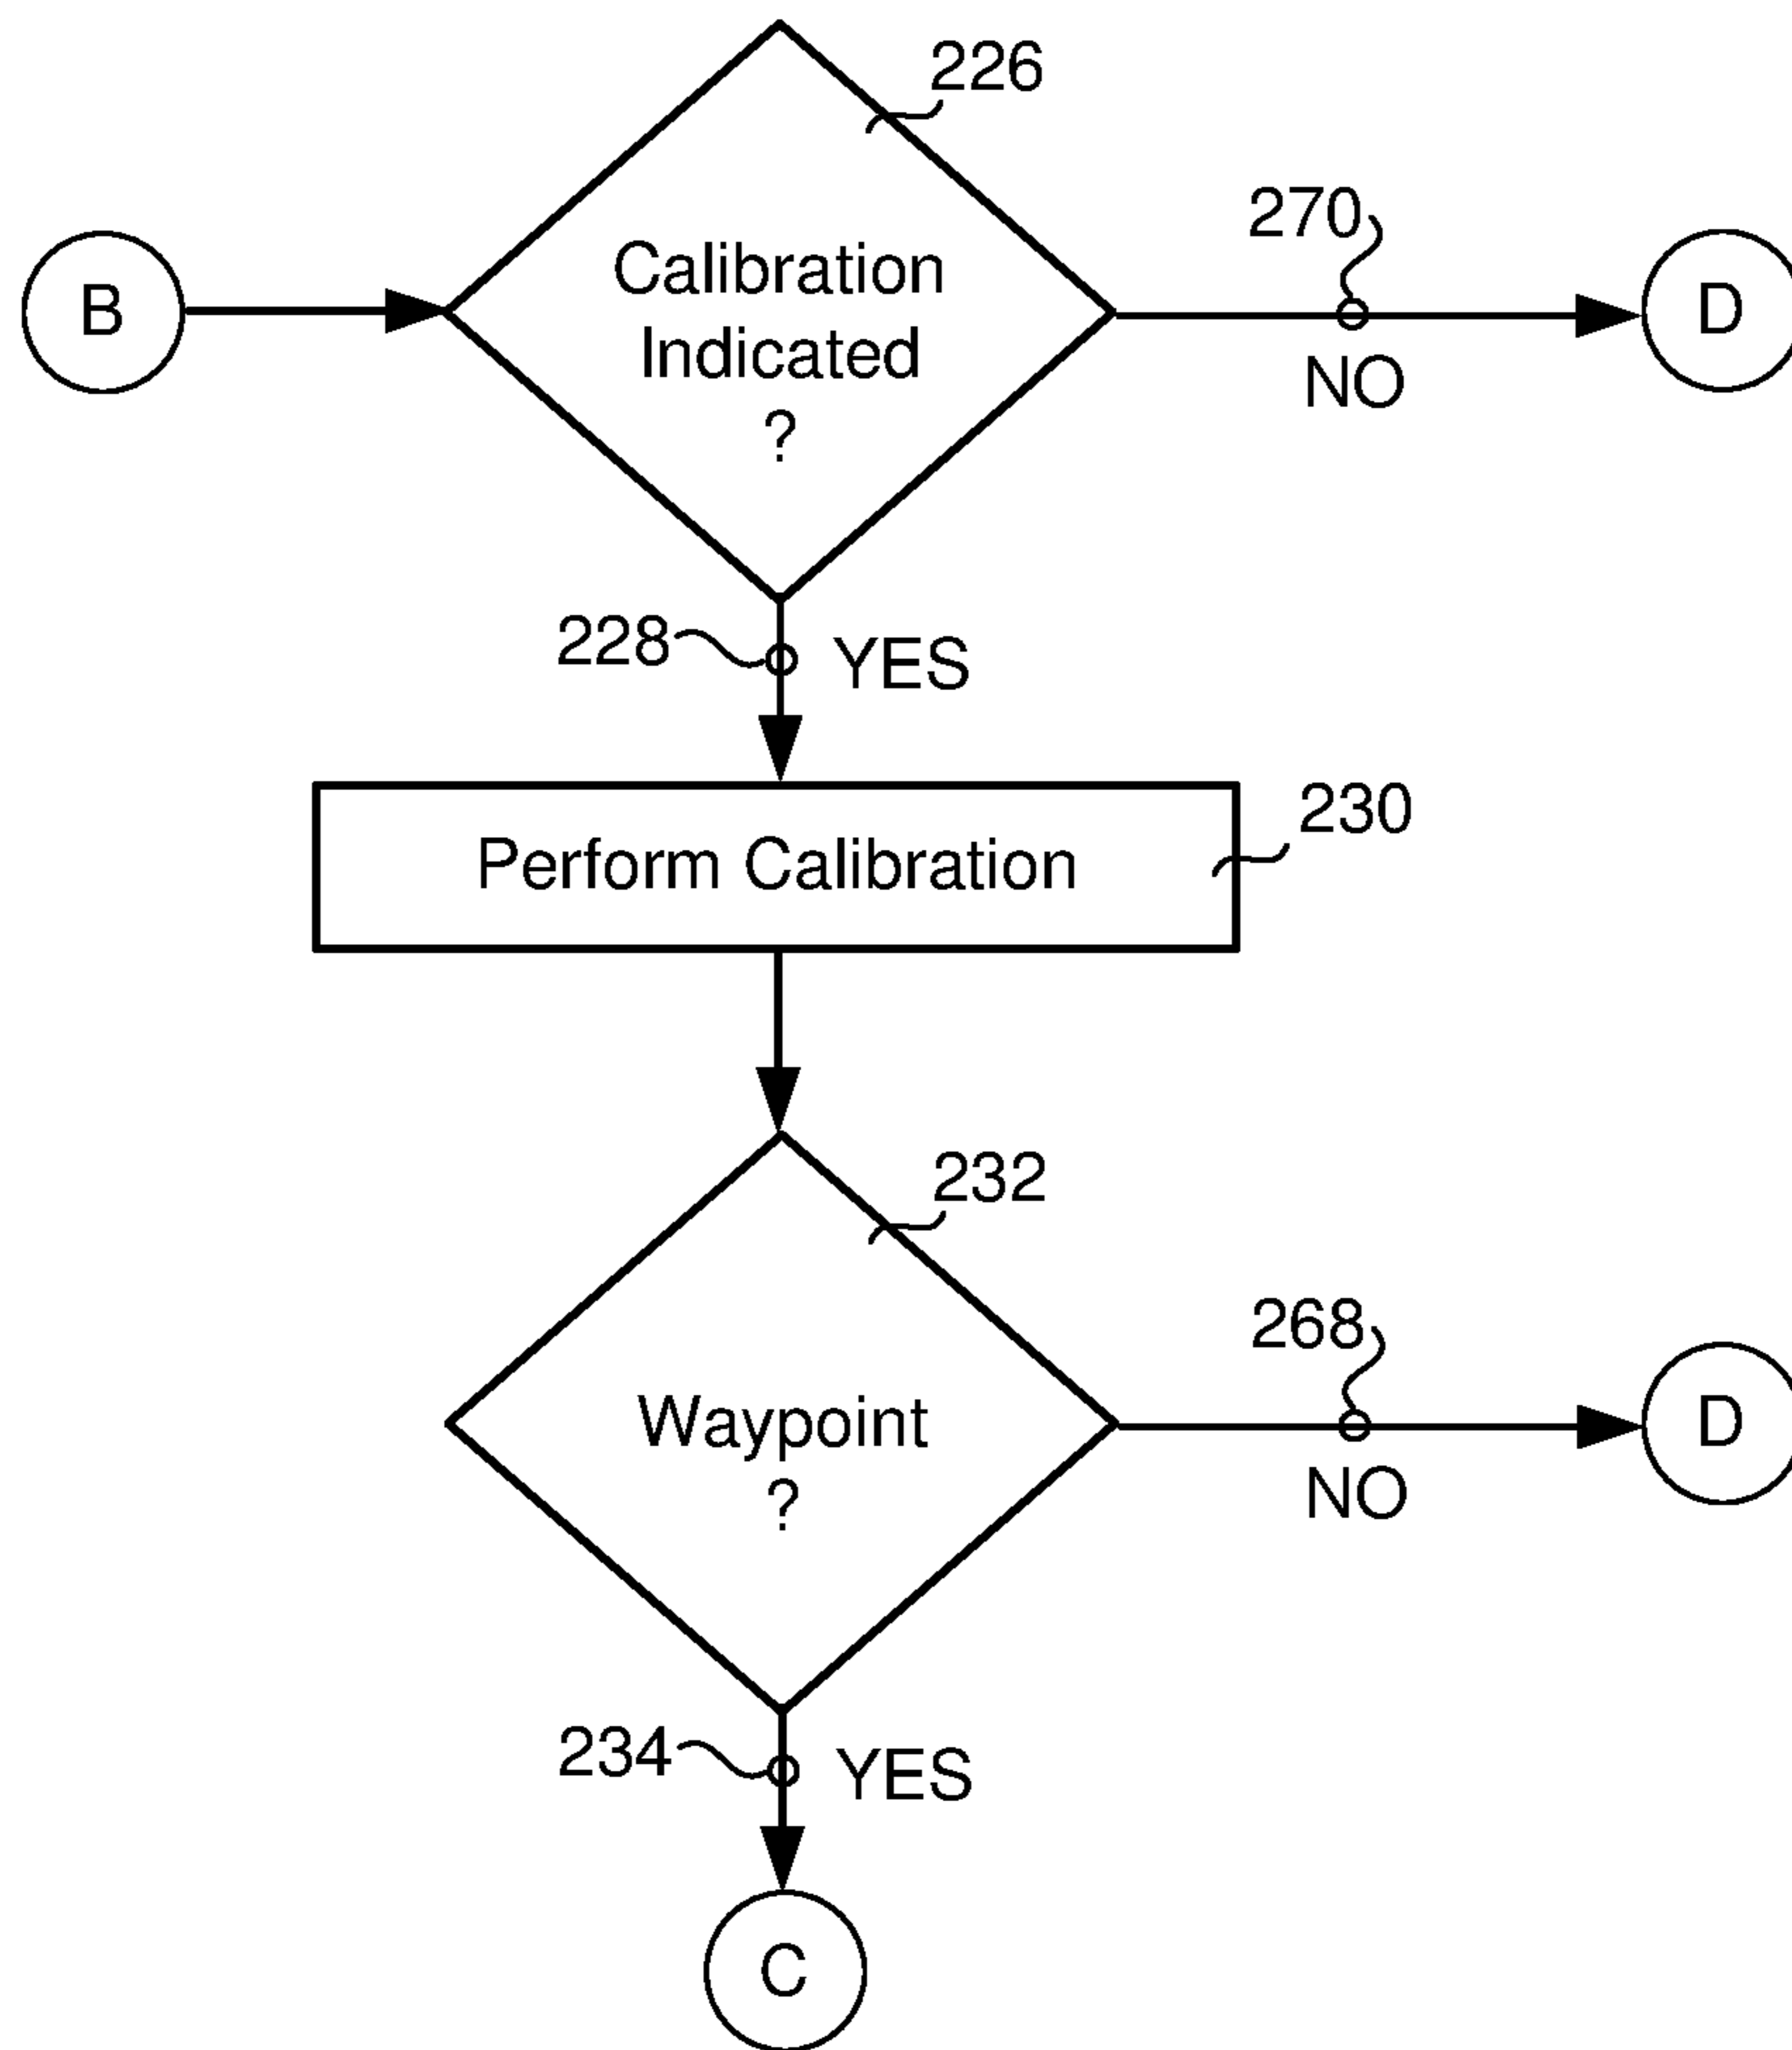 226
270
B
Calibration
Indicated
?
D
NO
228
YES
230
Perform Calibration
232
268
Waypoint
?
D
NO
234
YES
C